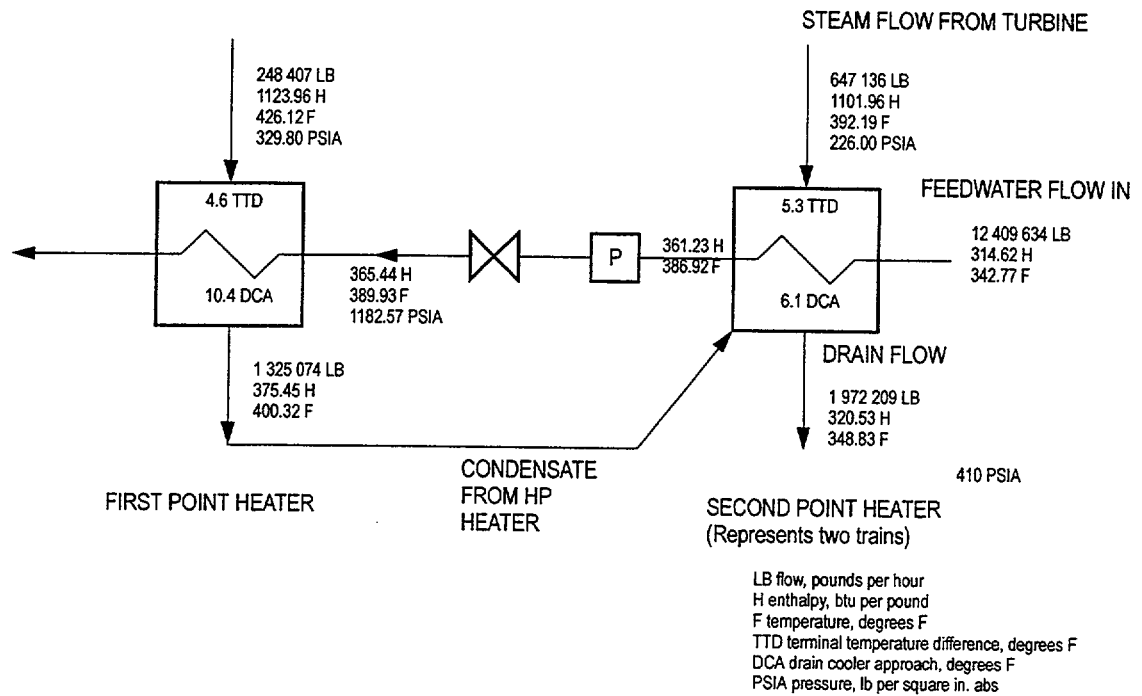 STEAM FLOW FROM TURBINE
248 407 LB
1123.96 H
426.12 F
329.80 PSIA
647 136 LB
1101.96 H
392.19 F
226.00 PSIA
4.6 TTD
10.4 DCA
365.44 H
389.93 F
1182.57 PSIA
P
361.23 H
386.92 F
5.3 TTD
6.1 DCA
FEEDWATER FLOW IN
12 409 634 LB
314.62 H
342.77 F
1 325 074 LB
375.45 H
400.32 F
DRAIN FLOW
1 972 209 LB
320.53 H
348.83 F
410 PSIA
FIRST POINT HEATER
CONDENSATE
FROM HP
HEATER
SECOND POINT HEATER
(Represents two trains)
LB flow, pounds per hour
H enthalpy, btu per pound
F temperature, degrees F
TTD terminal temperature difference, degrees F
DCA drain cooler approach, degrees F
PSIA pressure, lb per square in. abs